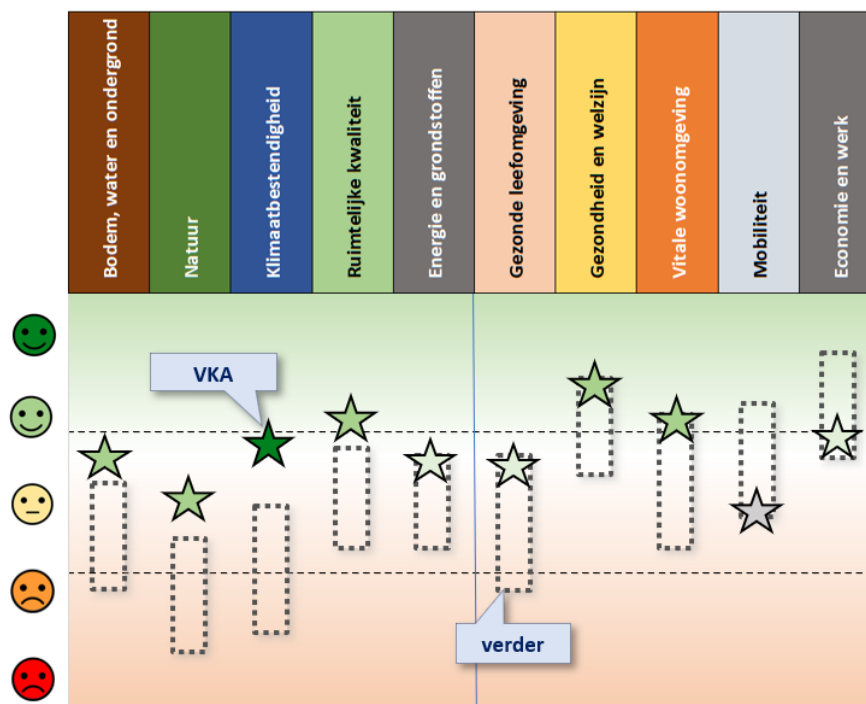 Bodem, water en ondergrond
Natuur
Klimaatbestendigheid
Ruimtelijke kwaliteit
Energie en grondstoffen
Gezonde leefomgeving
Gezondheid en welzijn
Vitale woonomgeving
Mobiliteit
Economie en werk
VKA
verder